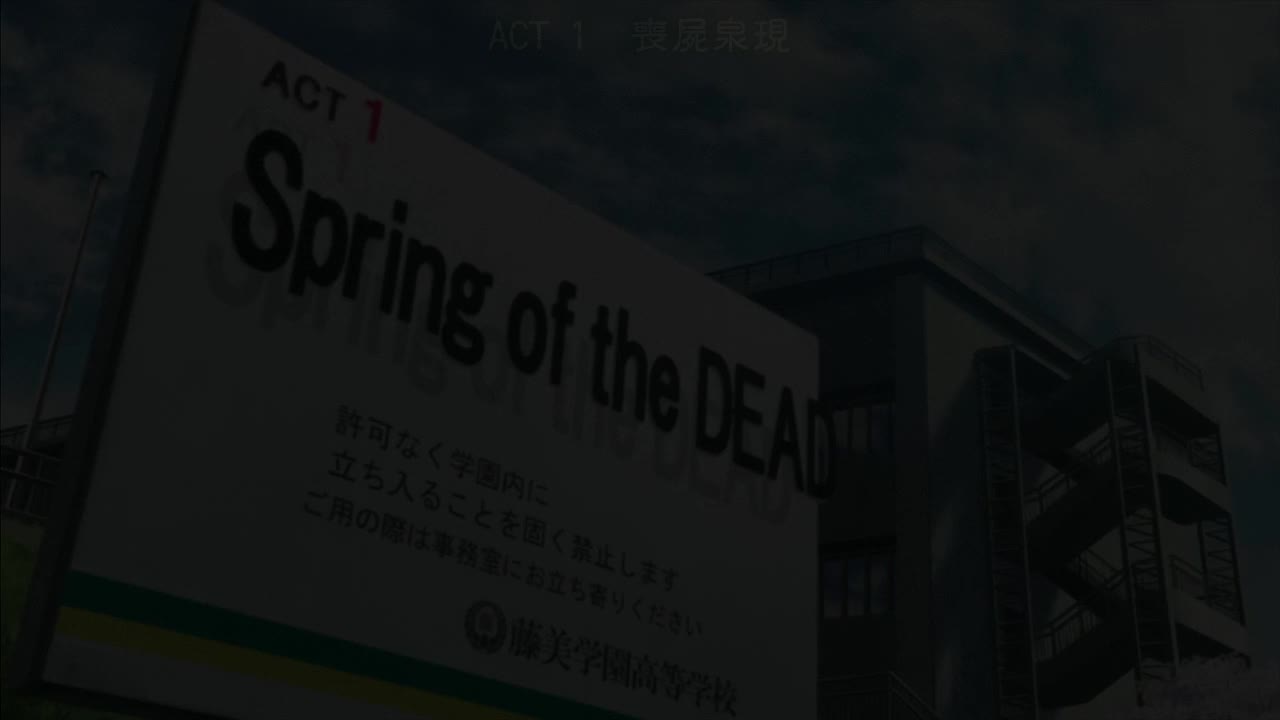 ACT 1 喪屍泉現
ACT 1
Spring of the DEAD
許可なく学園内に
立ち入ることを固く禁止します
ご用の際は事務室にお立ち寄りください
藤美学園高等学校